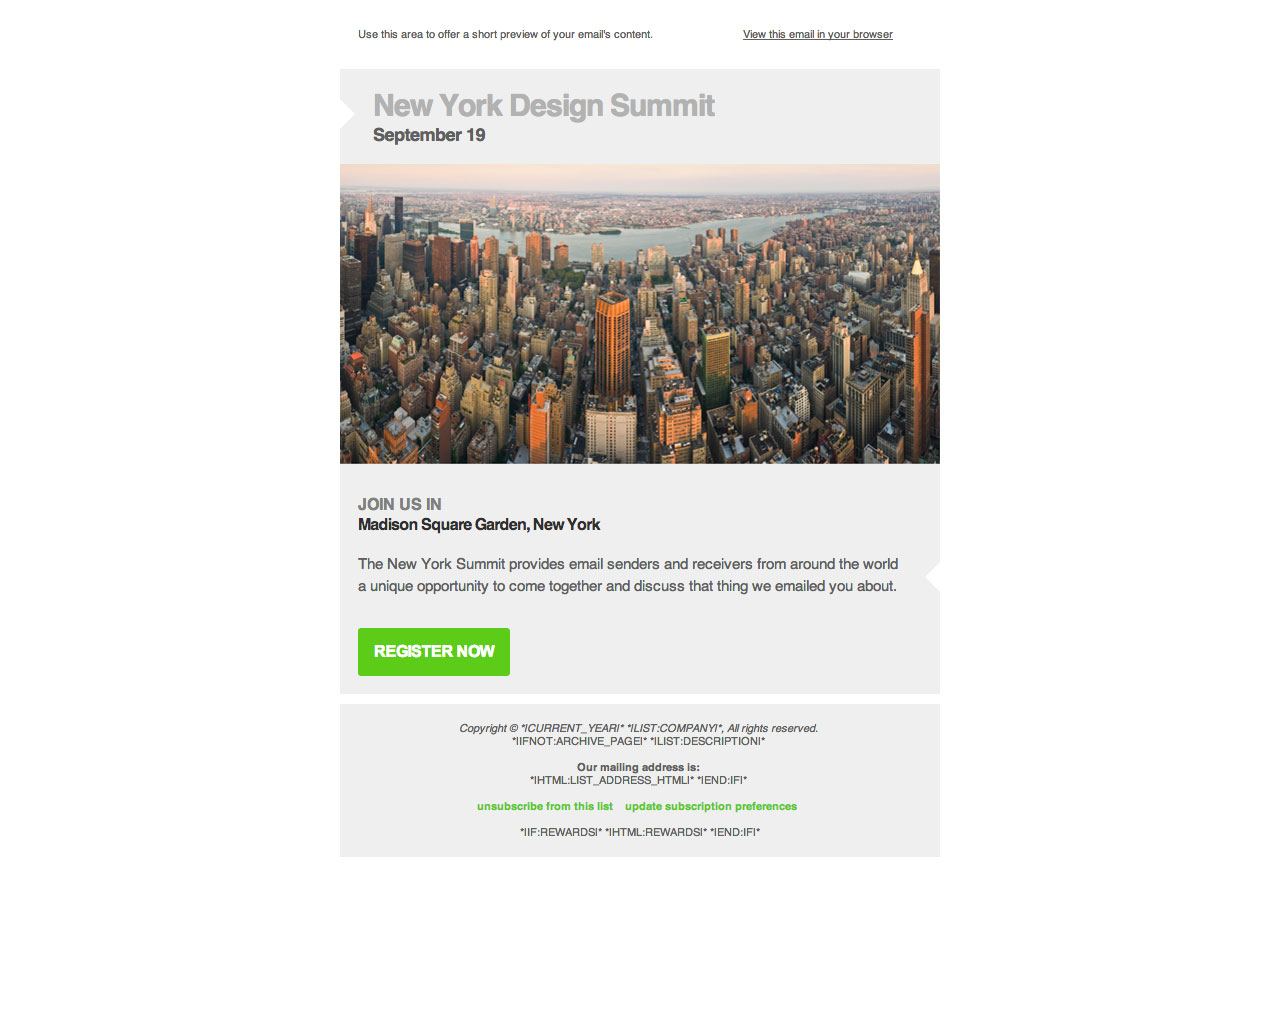 Use this area to offer a short preview of your email's content.
View this email in your browser
New York Design Summit
September 19
JOIN US IN
Madison Square Garden, New York
The New York Summit provides email senders and receivers from around the world
a unique opportunity to come together and discuss that thing we emailed you about.
REGISTER NOW
Copyright © *|CURRENT_YEAR|* *|LIST:COMPANY|*, All rights reserved.
*|IFNOT:ARCHIVE_PAGE|* *|LIST:DESCRIPTION|*
Our mailing address is:
*|HTML:LIST_ADDRESS_HTML|* *|END:IF|*
unsubscribe from this list update subscription preferences
*|IF:REWARDS|* *|HTML:REWARDS|* *|END:IF|*